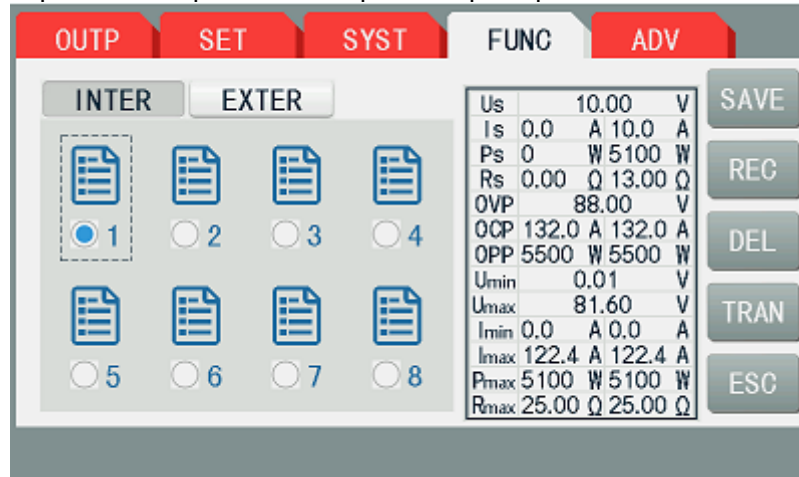 OUTP SET SYST FUNC ADV
INTER EXTER
1 2 3 4
5 6 7 8
Us 10.00 V
Is 0.0 A 10.0 A
Ps 0 W 5100 W
Rs 0.00 Ω 13.00 Ω
OVP 88.00 V
OCP 132.0 A 132.0 A
OPP 5500 W 5500 W
Umin 0.01 V
Umax 81.60 V
Imin 0.0 A 0.0 A
Imax 122.4 A 122.4 A
Pmax 5100 W 5100 W
Rmax 25.00 Ω 25.00 Ω
SAVE
REC
DEL
TRAN
ESC